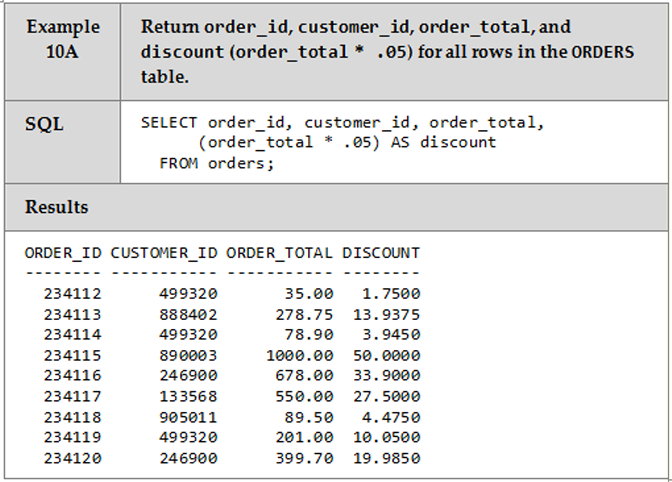 Example 10A
Return order_id, customer_id, order_total, and
discount (order_total * .05) for all rows in the ORDERS
table.
SQL
SELECT order_id, customer_id, order_total,
(order_total * .05) AS discount
FROM orders;
Results
ORDER_ID CUSTOMER_ID ORDER_TOTAL DISCOUNT
-------- ----------- ----------- --------
234112 499320 35.00 1.7500
234113 888402 278.75 13.9375
234114 499320 78.90 3.9450
234115 890003 1000.00 50.0000
234116 246900 678.00 33.9000
234117 133568 550.00 27.5000
234118 905011 89.50 4.4750
234119 499320 201.00 10.0500
234120 246900 399.70 19.9850